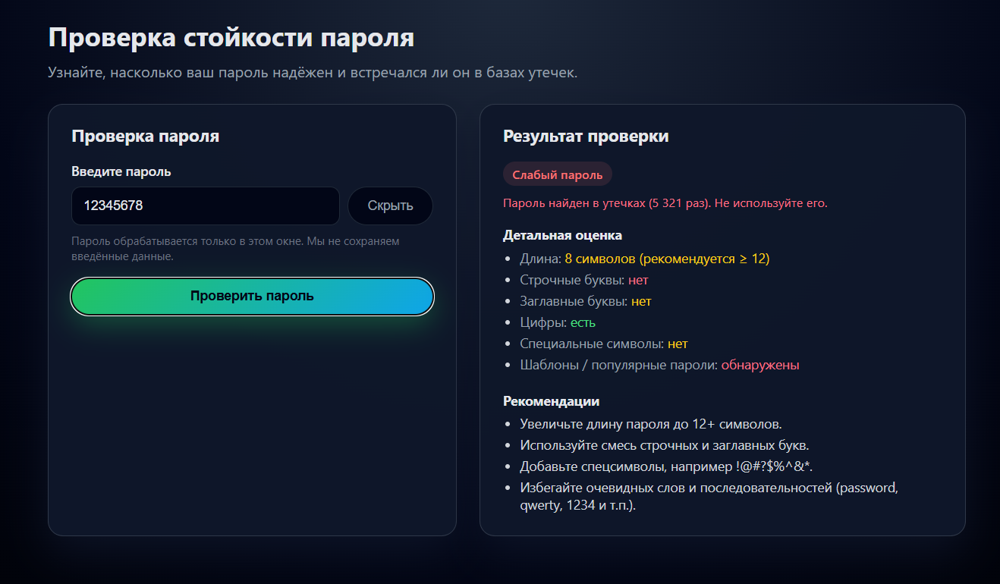 Проверка стойкости пароля
Узнайте, насколько ваш пароль надёжен и встречался ли он в базах утечек.
Проверка пароля
Введите пароль
12345678
Скрыть
Пароль обрабатывается только в этом окне. Мы не сохраняем
введённые данные.
Проверить пароль
Результат проверки
Слабый пароль
Пароль найден в утечках (5 321 раз). Не используйте его.
Детальная оценка
Длина: 8 символов (рекомендуется ≥ 12)
Строчные буквы: нет
Заглавные буквы: нет
Цифры: есть
Специальные символы: нет
Шаблоны / популярные пароли: обнаружены
Рекомендации
Увеличьте длину пароля до 12+ символов.
Используйте смесь строчных и заглавных букв.
Добавьте спецсимволы, например !@#?$%^&*.
Избегайте очевидных слов и последовательностей (password,
qwerty, 1234 и т.п.).